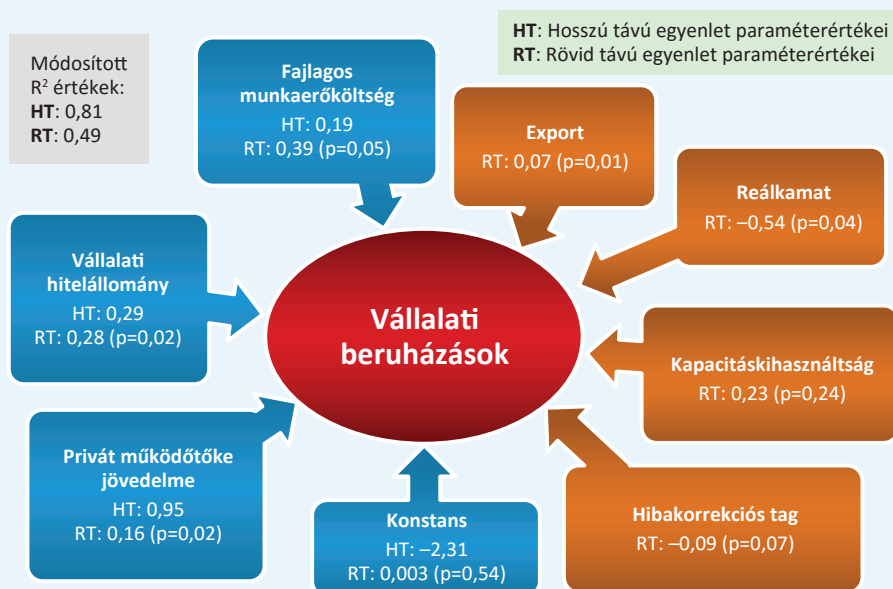 HT: Hosszú távú egyenlet paraméterértékei
RT: Rövid távú egyenlet paraméterértékei
Módosított
R² értékek:
HT: 0,81
RT: 0,49
Fajlagos
munkaerőköltség
HT: 0,19
RT: 0,39 (p=0,05)
Export
RT: 0,07 (p=0,01)
Reálkamat
RT: –0,54 (p=0,04)
Vállalati
hitelállomány
HT: 0,29
RT: 0,28 (p=0,02)
Vállalati
beruházások
Kapacitáskihasználtság
RT: 0,23 (p=0,24)
Privát működőtőke
jövedelme
HT: 0,95
RT: 0,16 (p=0,02)
Konstans
HT: –2,31
RT: 0,003 (p=0,54)
Hibakorrekciós tag
RT: –0,09 (p=0,07)